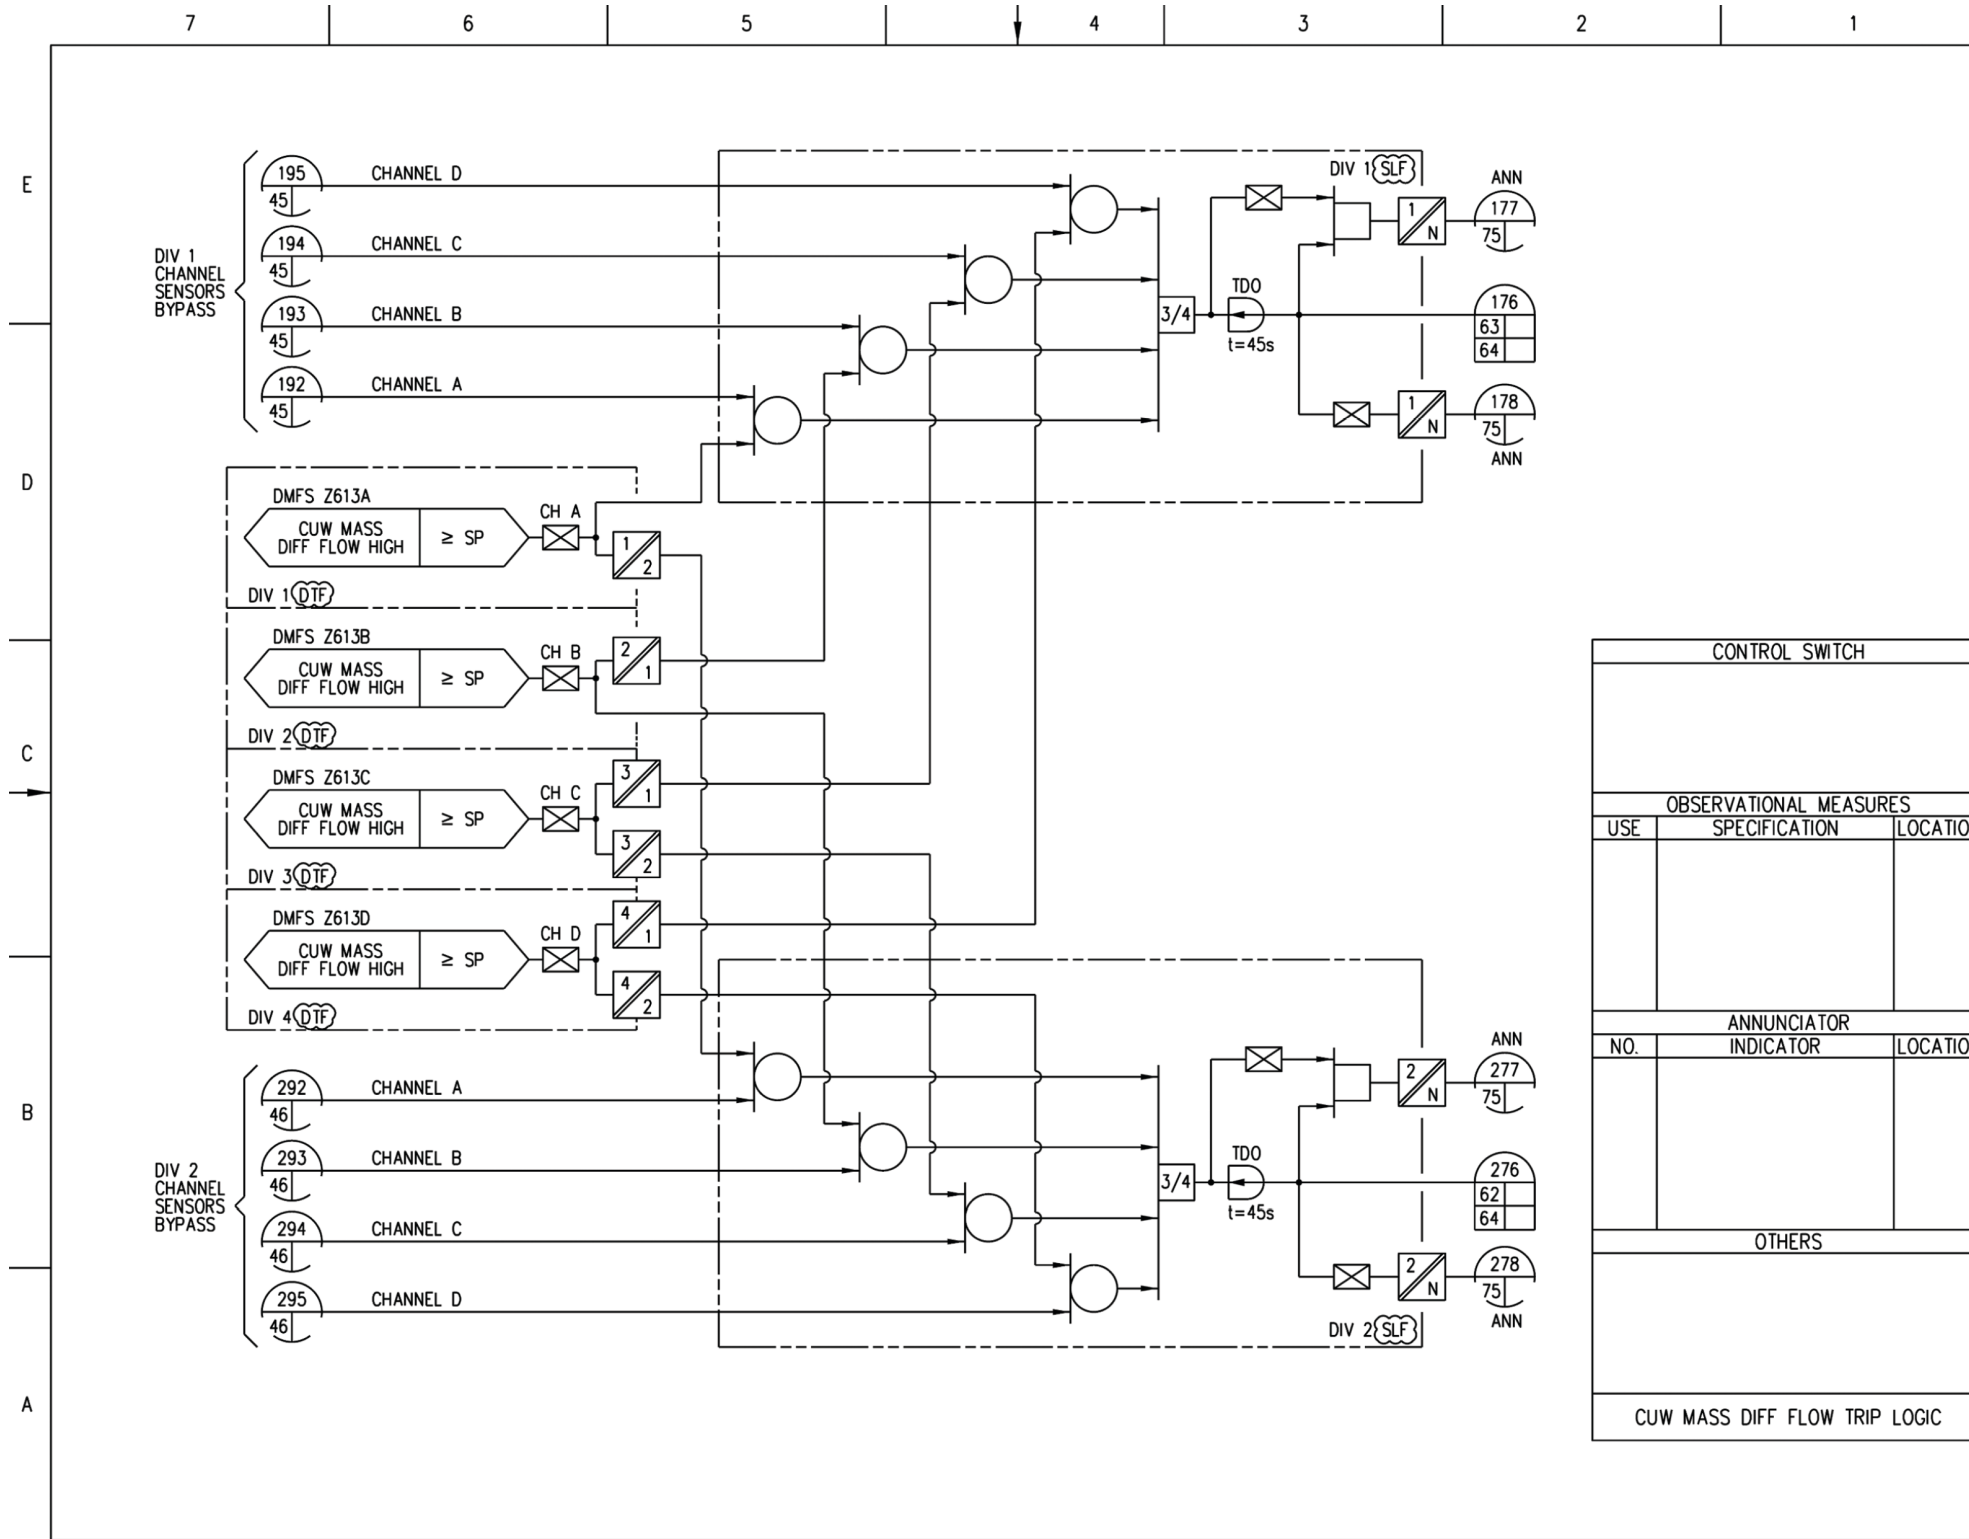 7 6 5 4 3 2 1
E
D
C
B
A
DIV 1
CHANNEL
SENSORS
BYPASS
195
45
CHANNEL D
194
45
CHANNEL C
193
45
CHANNEL B
192
45
CHANNEL A
DIV 1 SLF
3/4
TDO
t=45s
1
N
ANN
177
75
176
63
64
1
N
178
75
ANN
DMFS Z613A
CUW MASS
DIFF FLOW HIGH
≥ SP
CH A
1
2
DIV 1 DTF
DMFS Z613B
CUW MASS
DIFF FLOW HIGH
≥ SP
CH B
2
1
DIV 2 DTF
DMFS Z613C
CUW MASS
DIFF FLOW HIGH
≥ SP
CH C
3
1
3
2
DIV 3 DTF
DMFS Z613D
CUW MASS
DIFF FLOW HIGH
≥ SP
CH D
4
1
4
2
DIV 4 DTF
DIV 2
CHANNEL
SENSORS
BYPASS
292
46
CHANNEL A
293
46
CHANNEL B
294
46
CHANNEL C
295
46
CHANNEL D
3/4
TDO
t=45s
2
N
ANN
277
75
276
62
64
2
N
278
75
ANN
DIV 2 SLF
CONTROL SWITCH
OBSERVATIONAL MEASURES
USE SPECIFICATION LOCATIO
ANNUNCIATOR
NO. INDICATOR LOCATIO
OTHERS
CUW MASS DIFF FLOW TRIP LOGIC